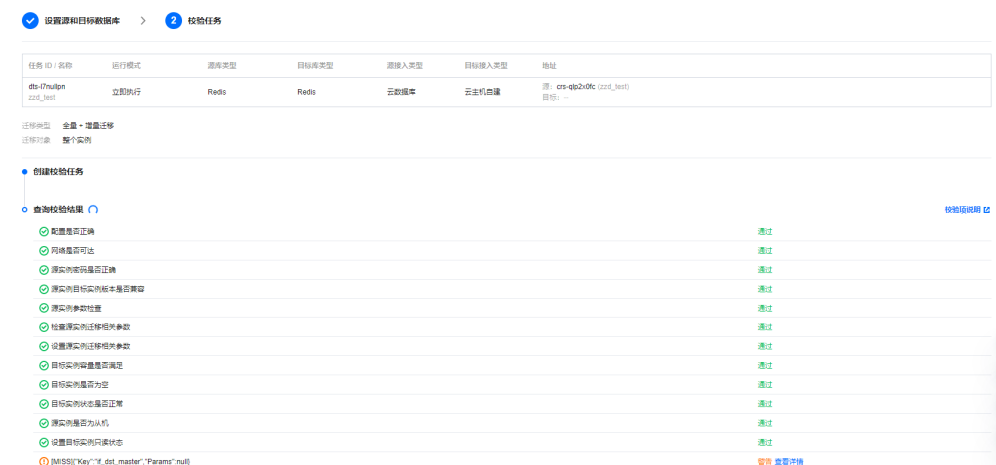 设置源和目标数据库 > 2 校验任务
任务 ID / 名称 运行模式 源库类型 目标库类型 源接入类型 目标接入类型 地址
dts-l7nullpn 立即执行 Redis Redis 云数据库 云主机自建 源: crs-qlp2x0fc (zzd_test)
zzd_test 目标: --
迁移类型 全量 + 增量迁移
迁移对象 整个实例
创建校验任务
查询校验结果 校验项说明
配置是否正确 通过
网络是否可达 通过
源实例密码是否正确 通过
源实例目标实例版本是否兼容 通过
源实例参数检查 通过
检查源实例迁移相关参数 通过
设置源实例迁移相关参数 通过
目标实例容量是否满足 通过
目标实例是否为空 通过
目标实例状态是否正常 通过
源实例是否为从机 通过
设置目标实例只读状态 通过
[MISS]{"Key":"if_dst_master","Params":null} 警告 查看详情